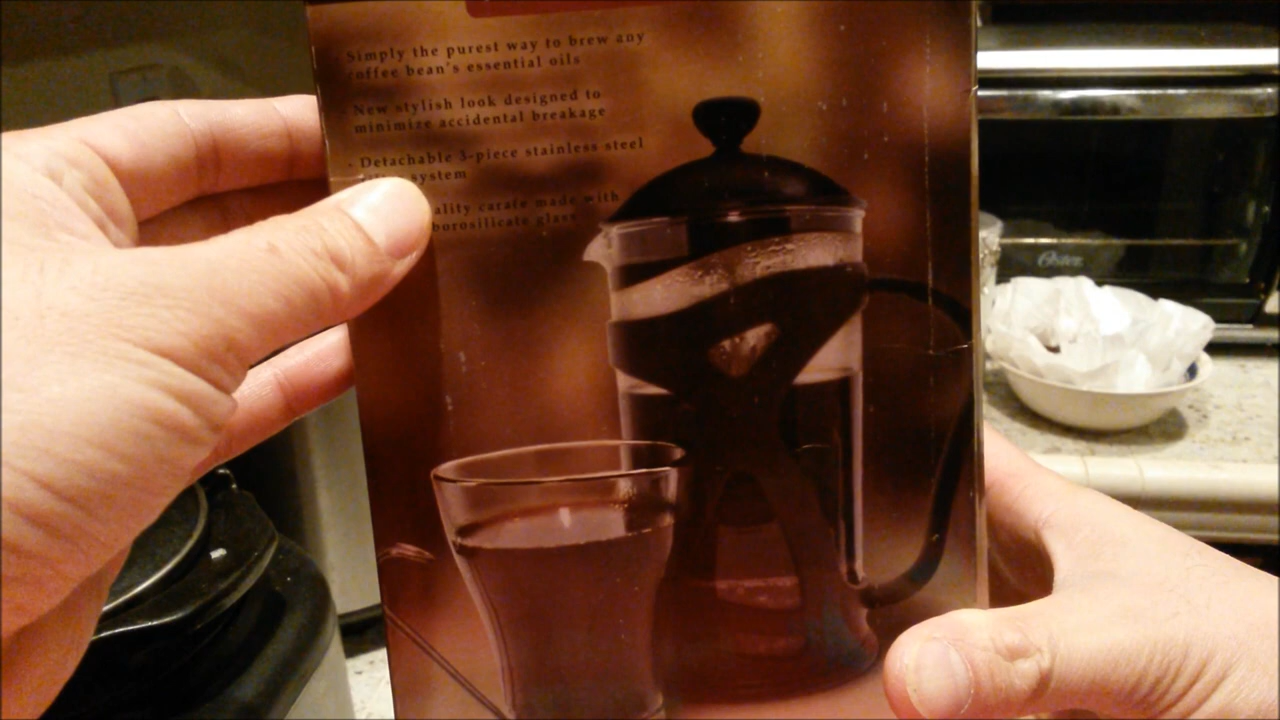 Simply the purest way to brew any
coffee bean's essential oils
New stylish look designed to
minimize accidental breakage
- Detachable 3-piece stainless steel
system
ality carafe made with
borosilicate glass
Oster